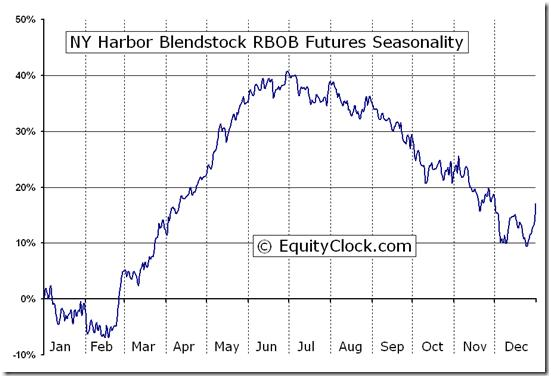 NY Harbor Blendstock RBOB Futures Seasonality
50%
40%
30%
20%
10%
0%
-10%
© EquityClock.com
Jan Feb Mar Apr May Jun Jul Aug Sep Oct Nov Dec